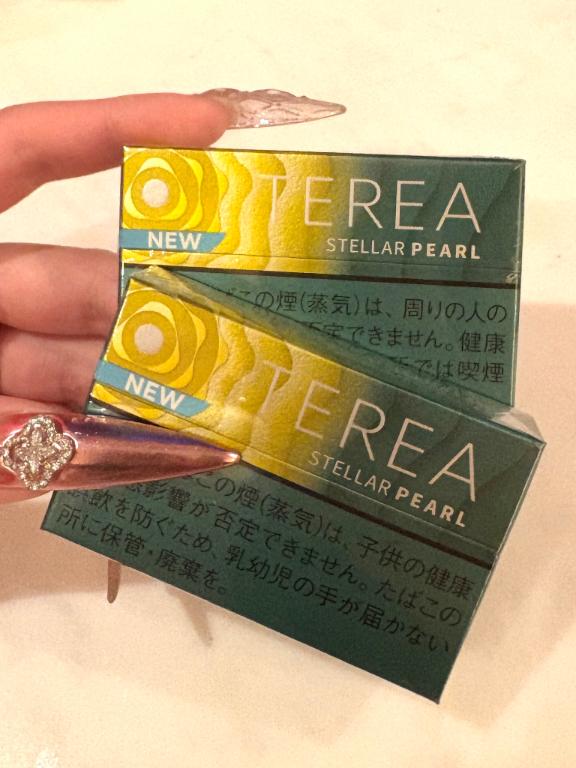 TEREA
NEW
STELLAR PEARL
ばこの煙(蒸気)は、周りの人の
否定できません。健康
では喫煙
TEREA
NEW
STELLAR PEARL
この煙(蒸気)は、子供の健康
影響が否定できません。たばこの
飲を防ぐため、乳幼児の手が届かない
所に保管・廃棄を。